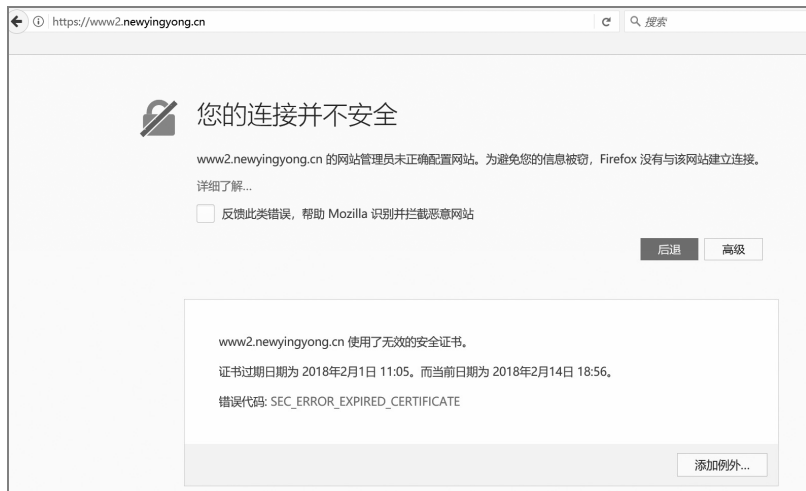 https://www2.newyingyong.cn
搜索
您的连接并不安全
www2.newyingyong.cn 的网站管理员未正确配置网站。为避免您的信息被窃，Firefox 没有与该网站建立连接。
详细了解...
反馈此类错误，帮助 Mozilla 识别并拦截恶意网站
后退 高级
www2.newyingyong.cn 使用了无效的安全证书。
证书过期日期为 2018年2月1日 11:05。而当前日期为 2018年2月14日 18:56。
错误代码: SEC_ERROR_EXPIRED_CERTIFICATE
添加例外...